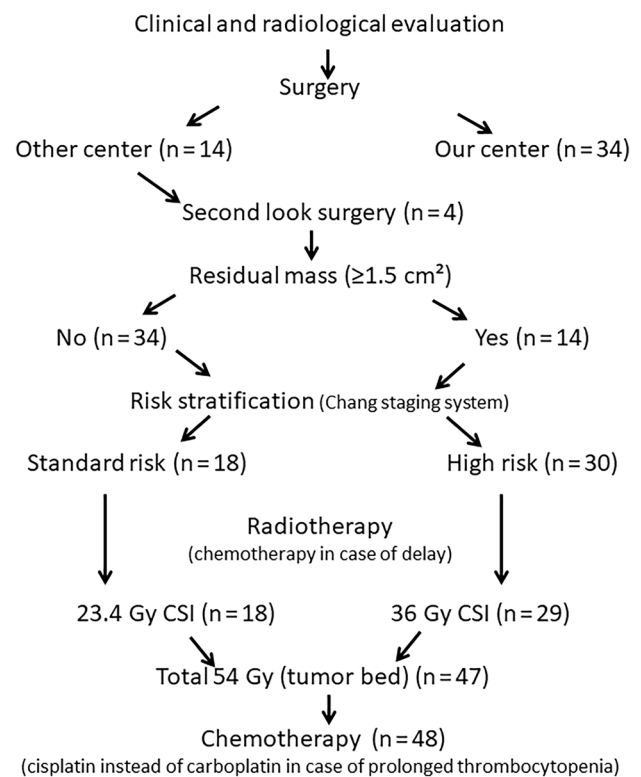 Clinical and radiological evaluation
Surgery
Other center (n=14)
Our center (n=34)
Second look surgery (n=4)
Residual mass (≥1.5 cm²)
No (n=34)
Yes (n=14)
Risk stratification (Chang staging system)
Standard risk (n=18)
High risk (n=30)
Radiotherapy
(chemotherapy in case of delay)
23.4 Gy CSI (n=18)
36 Gy CSI (n=29)
Total 54 Gy (tumor bed) (n=47)
Chemotherapy (n=48)
(cisplatin instead of carboplatin in case of prolonged thrombocytopenia)